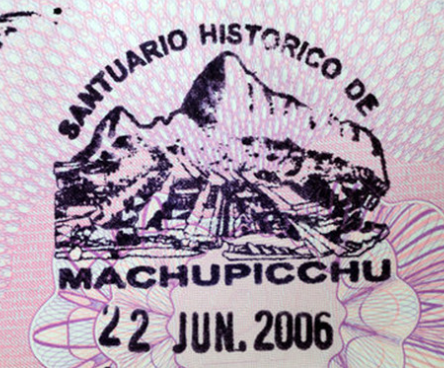 SANTUARIO HISTORICO DE
MACHUPICCHU
22 JUN. 2006